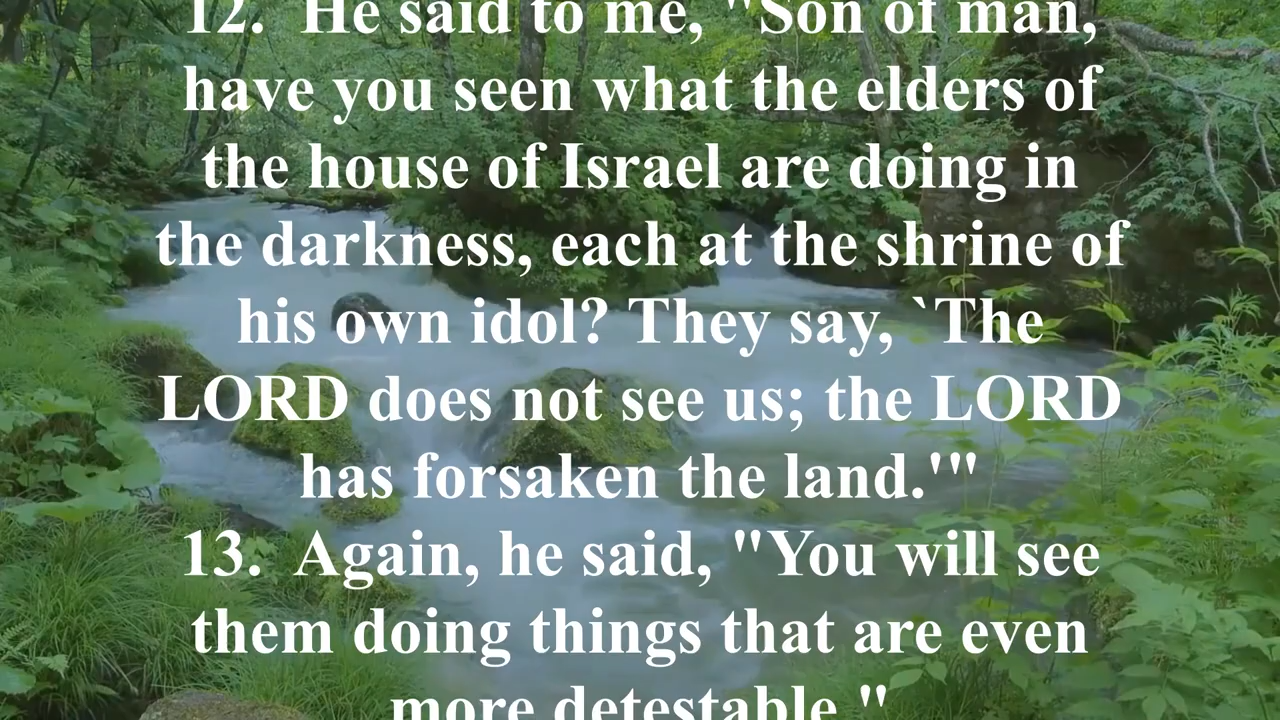 12.  He said to me, "Son of man,
have you seen what the elders of
the house of Israel are doing in
the darkness, each at the shrine of
his own idol? They say, `The
LORD does not see us; the LORD
has forsaken the land.'"
13.  Again, he said, "You will see
them doing things that are even
more detestable."